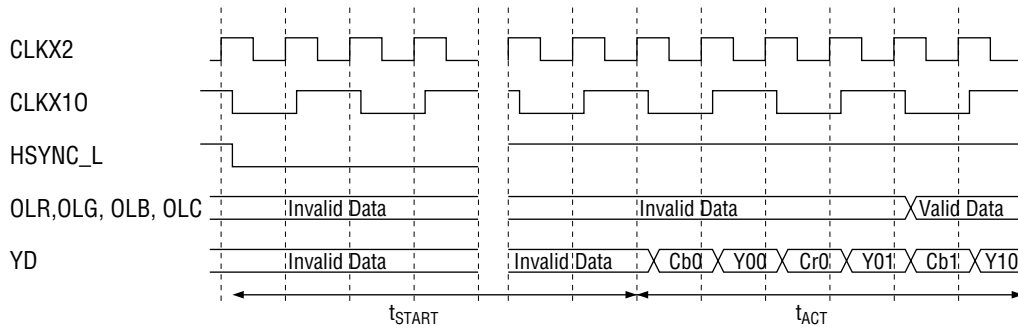 CLKX2
CLKX1O
HSYNC_L
OLR,OLG, OLB, OLC Invalid Data Invalid Data Valid Data
YD Invalid Data Invalid Data Cb0 Y00 Cr0 Y01 Cb1 Y10
tSTART tACT